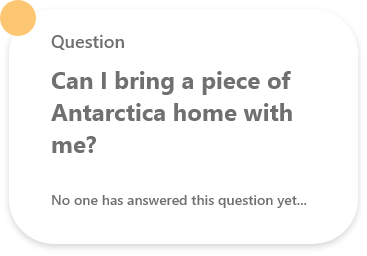 Question
Can I bring a piece of
Antarctica home with
me?
No one has answered this question yet...